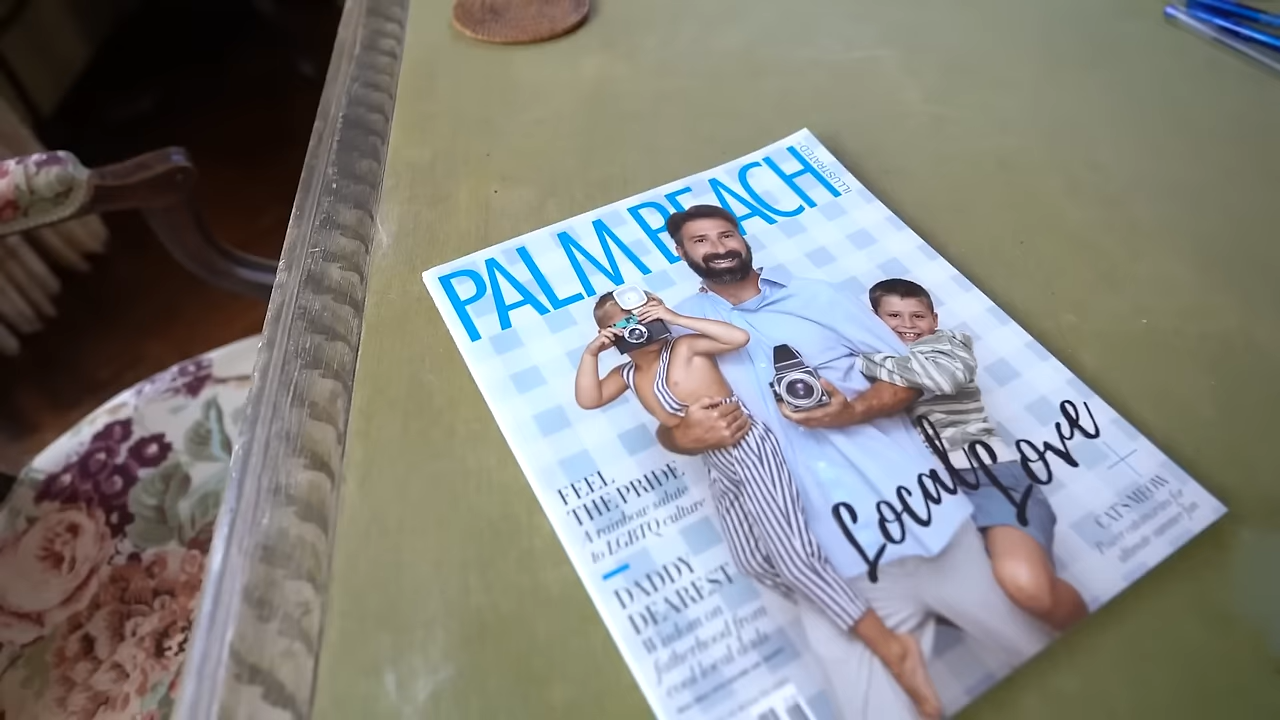 PALM BEACH
ILLUSTRATED
Local Love
FEEL
THE PRIDE
A rainbow salute
to LGBTQ culture
DADDY
DEAREST
Wisdom on
fatherhood from
cool local dads
CAT'S MEOW